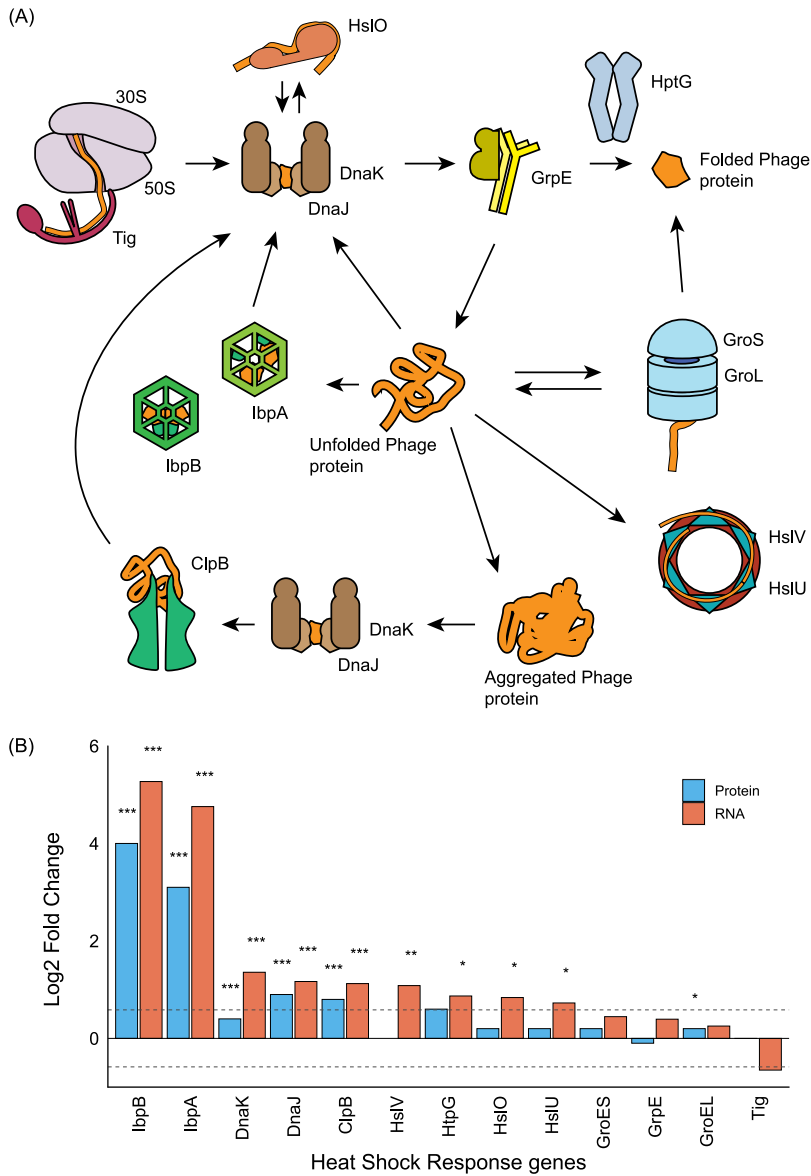 (A)
HslO
30S
50S
Tig
DnaK
DnaJ
GrpE
HptG
Folded Phage
protein
GroS
GroL
IbpA
IbpB
Unfolded Phage
protein
HslV
HslU
ClpB
DnaK
DnaJ
Aggregated Phage
protein
(B)
6
4
2
0
Log2 Fold Change
***
***
***
***
***
***
***
***
***
***
**
*
*
*
*
Protein
RNA
IbpB
IbpA
DnaK
DnaJ
ClpB
HslV
HtpG
HslO
HslU
GroES
GrpE
GroEL
Tig
Heat Shock Response genes